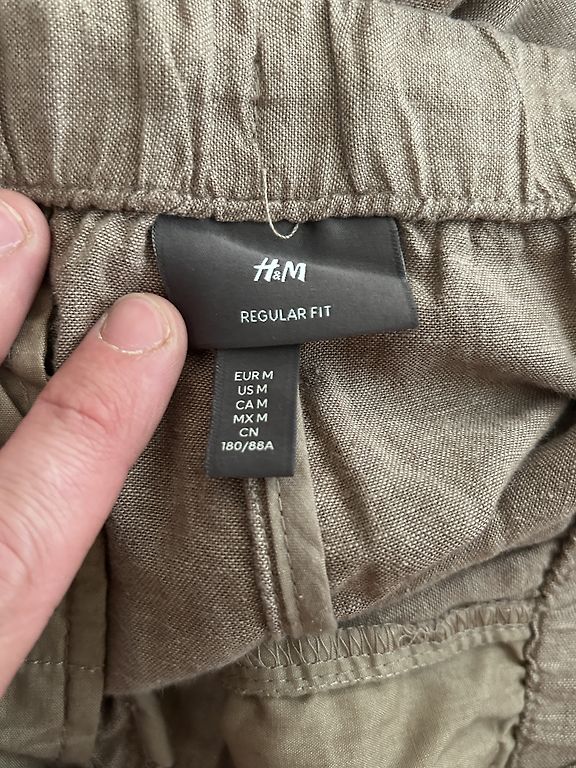 H&M
REGULAR FIT
EUR M
US M
CA M
MX M
CN
180/88A